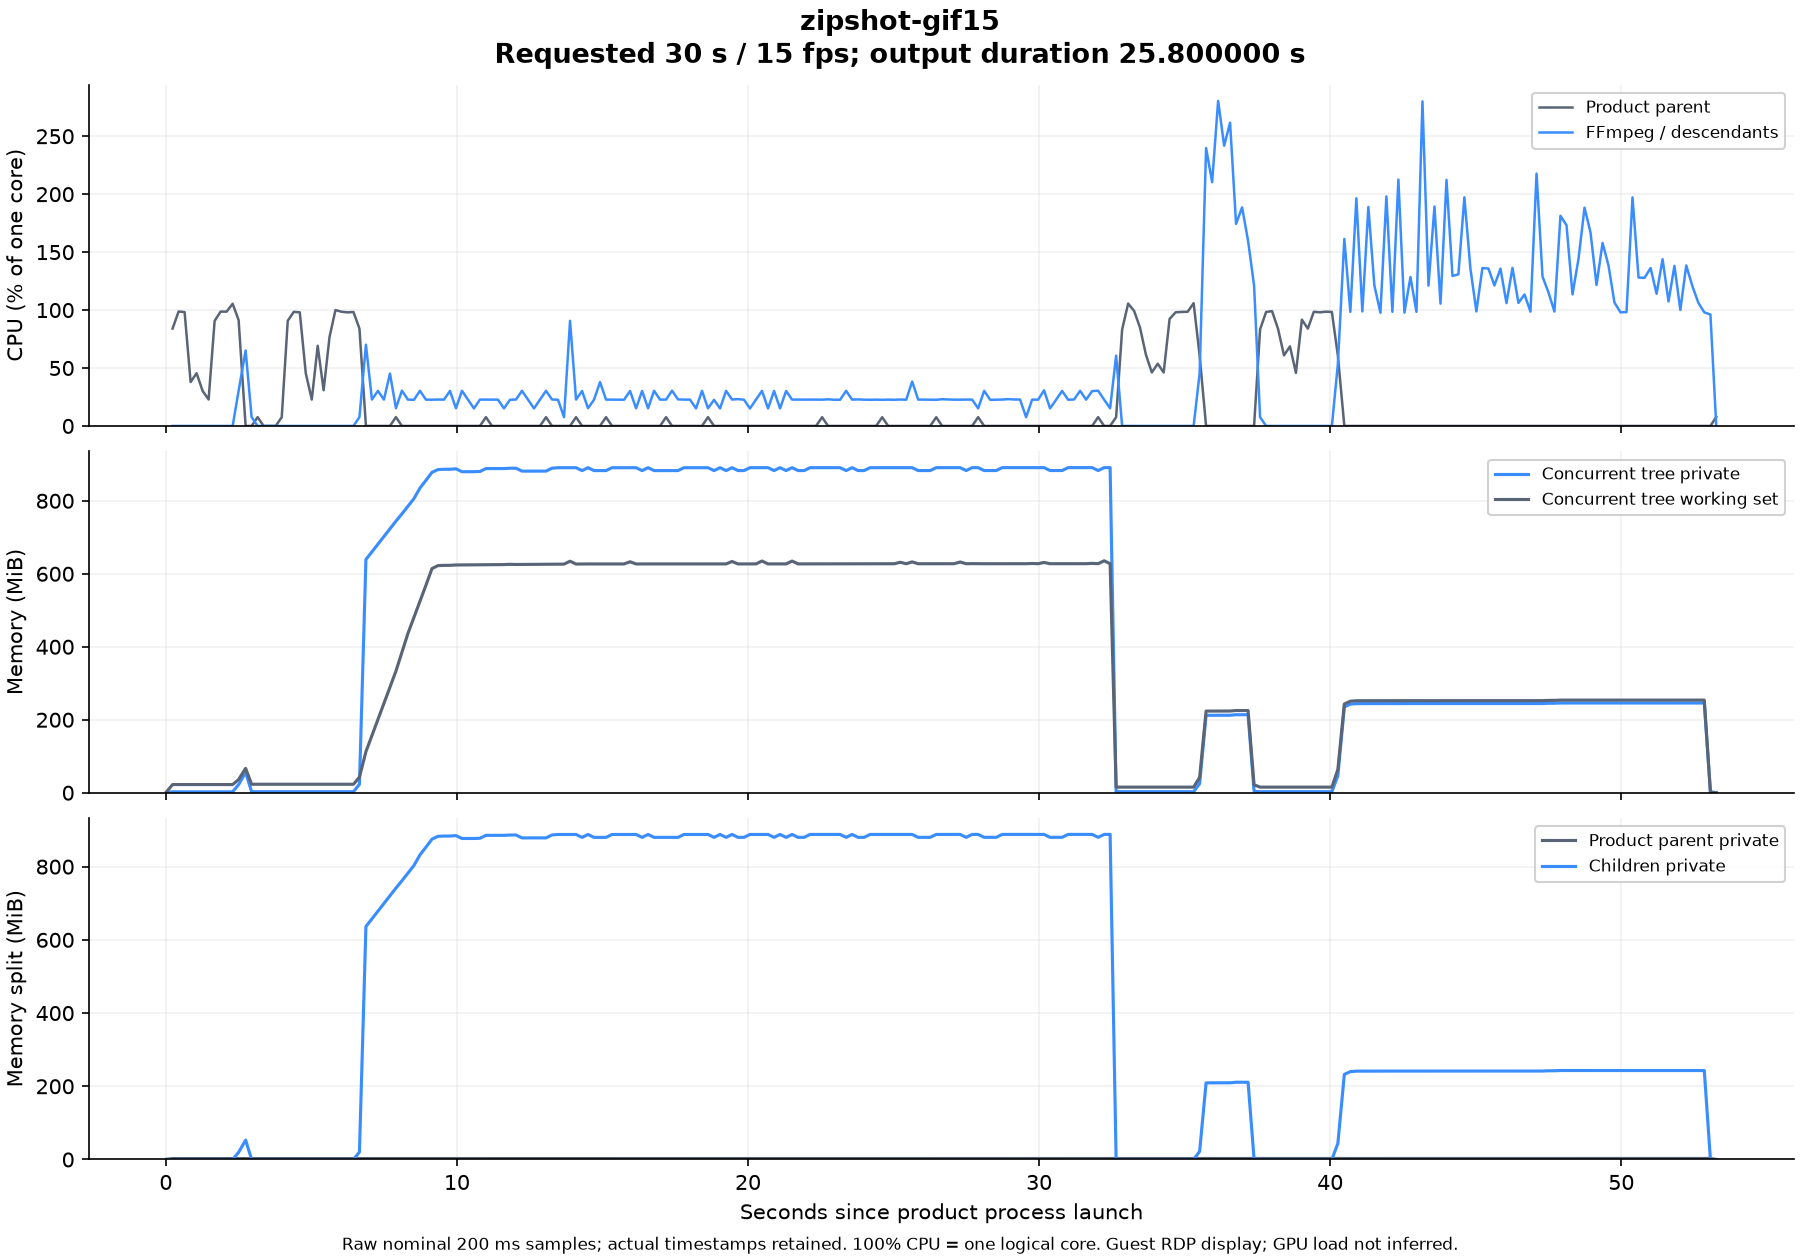 zipshot-gif15
Requested 30 s / 15 fps; output duration 25.800000 s
CPU (% of one core)
250
200
150
100
50
0
Product parent
FFmpeg / descendants
Memory (MiB)
800
600
400
200
0
Concurrent tree private
Concurrent tree working set
Memory split (MiB)
800
600
400
200
0
Product parent private
Children private
0 10 20 30 40 50
Seconds since product process launch
Raw nominal 200 ms samples; actual timestamps retained. 100% CPU = one logical core. Guest RDP display; GPU load not inferred.